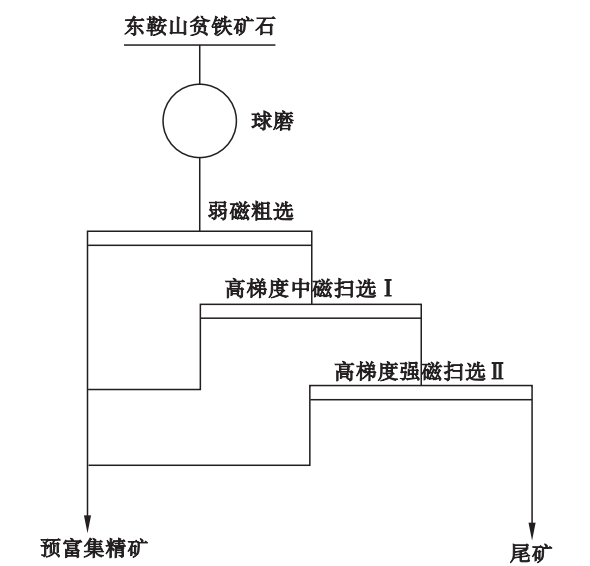 东鞍山贫铁矿石
球磨
弱磁粗选
高梯度中磁扫选Ⅰ
高梯度强磁扫选Ⅱ
预富集精矿
尾矿